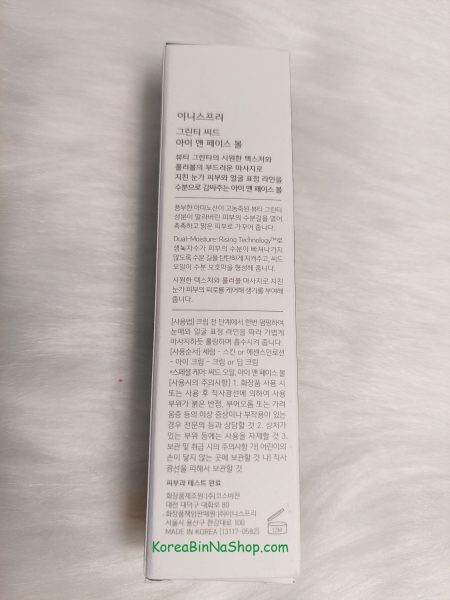 이니스프리
그린티 씨드
아이 앤 페이스 볼
뷰티 그린티의 시원한 텍스처와
롤러볼의 부드러운 마사지로
지친 눈가 피부와 얼굴 표정 라인을
수분으로 감싸주는 아이 앤 페이스 볼
풍부한 아미노산이 고농축된 뷰티 그린티
성분이 말라버린 피부의 수분길을 열어
촉촉하고 맑은 피부로 가꾸어 줍니다.
Dual-Moisture-Rising Technology™로
생녹차수가 피부의 수분이 빠져나가지
않도록 수분 길을 탄탄하게 지켜주고, 씨드
오일이 수분 보호막을 형성해 줍니다.
시원한 텍스처와 롤러볼 마사지로 지친
눈가 피부의 피로를 케어해 생기를 부여해
줍니다.
[사용법] 크림 전 단계에서 한번 펌핑하여
눈매와 얼굴 표정 라인을 따라 가볍게
마사지하듯 롤링하며 흡수시켜 줍니다.
[사용순서] 세럼 - 스킨 or 에센스인로션
- 아이 크림 - 크림 or 딥 크림
*스페셜 케어: 씨드 오일, 아이 앤 페이스 볼
[사용시의 주의사항] 1. 화장품 사용 시
또는 사용 후 직사광선에 의하여 사용
부위가 붉은 반점, 부어오름 또는 가려
움증 등의 이상 증상이나 부작용이 있는
경우 전문의 등과 상담할 것 2. 상처가
있는 부위 등에는 사용을 자제할 것 3.
보관 및 취급 시의 주의사항 가) 어린이의
손이 닿지 않는 곳에 보관할 것 나) 직사
광선을 피해서 보관할 것
피부과 테스트 완료
화장품제조원:(주)코스비전
대전 대덕구 대화로 80
화장품책임판매원:(주)이니스프리
서울시 용산구 한강대로 100
MADE IN KOREA [13117-0582]
12M
KoreaBinNaShop.com